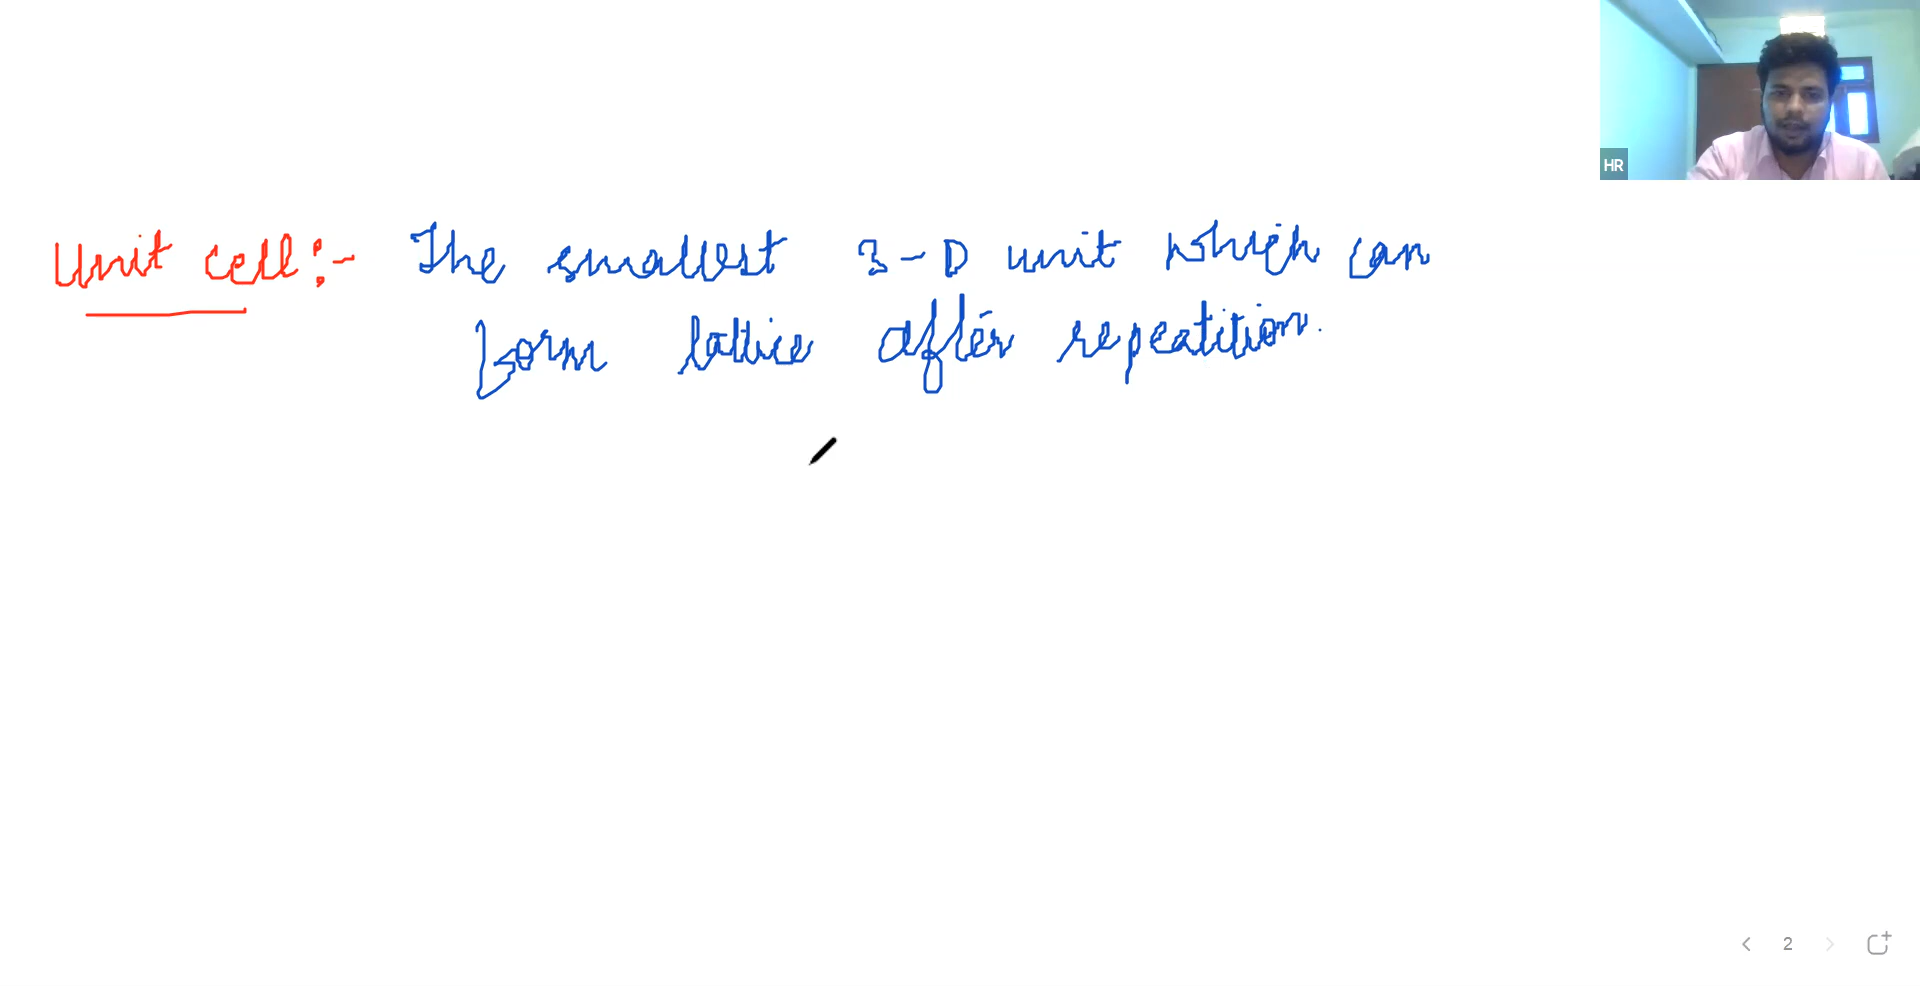 HR
Unit cell :- The smallest 3-D unit which can
form lattice after repeatition.
2